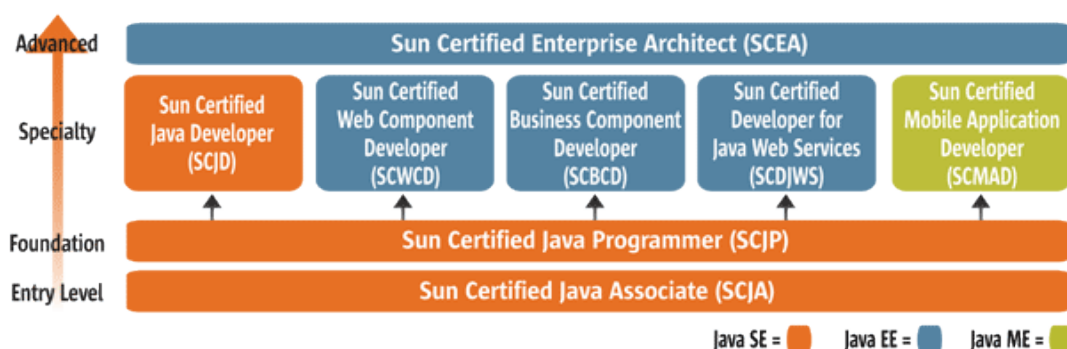 Advanced
Sun Certified Enterprise Architect (SCEA)
Specialty
Sun Certified
Java Developer
(SCJD)
Sun Certified
Web Component
Developer
(SCWCD)
Sun Certified
Business Component
Developer
(SCBCD)
Sun Certified
Developer for
Java Web Services
(SCDJWS)
Sun Certified
Mobile Application
Developer
(SCMAD)
Foundation
Sun Certified Java Programmer (SCJP)
Entry Level
Sun Certified Java Associate (SCJA)
Java SE =
Java EE =
Java ME =